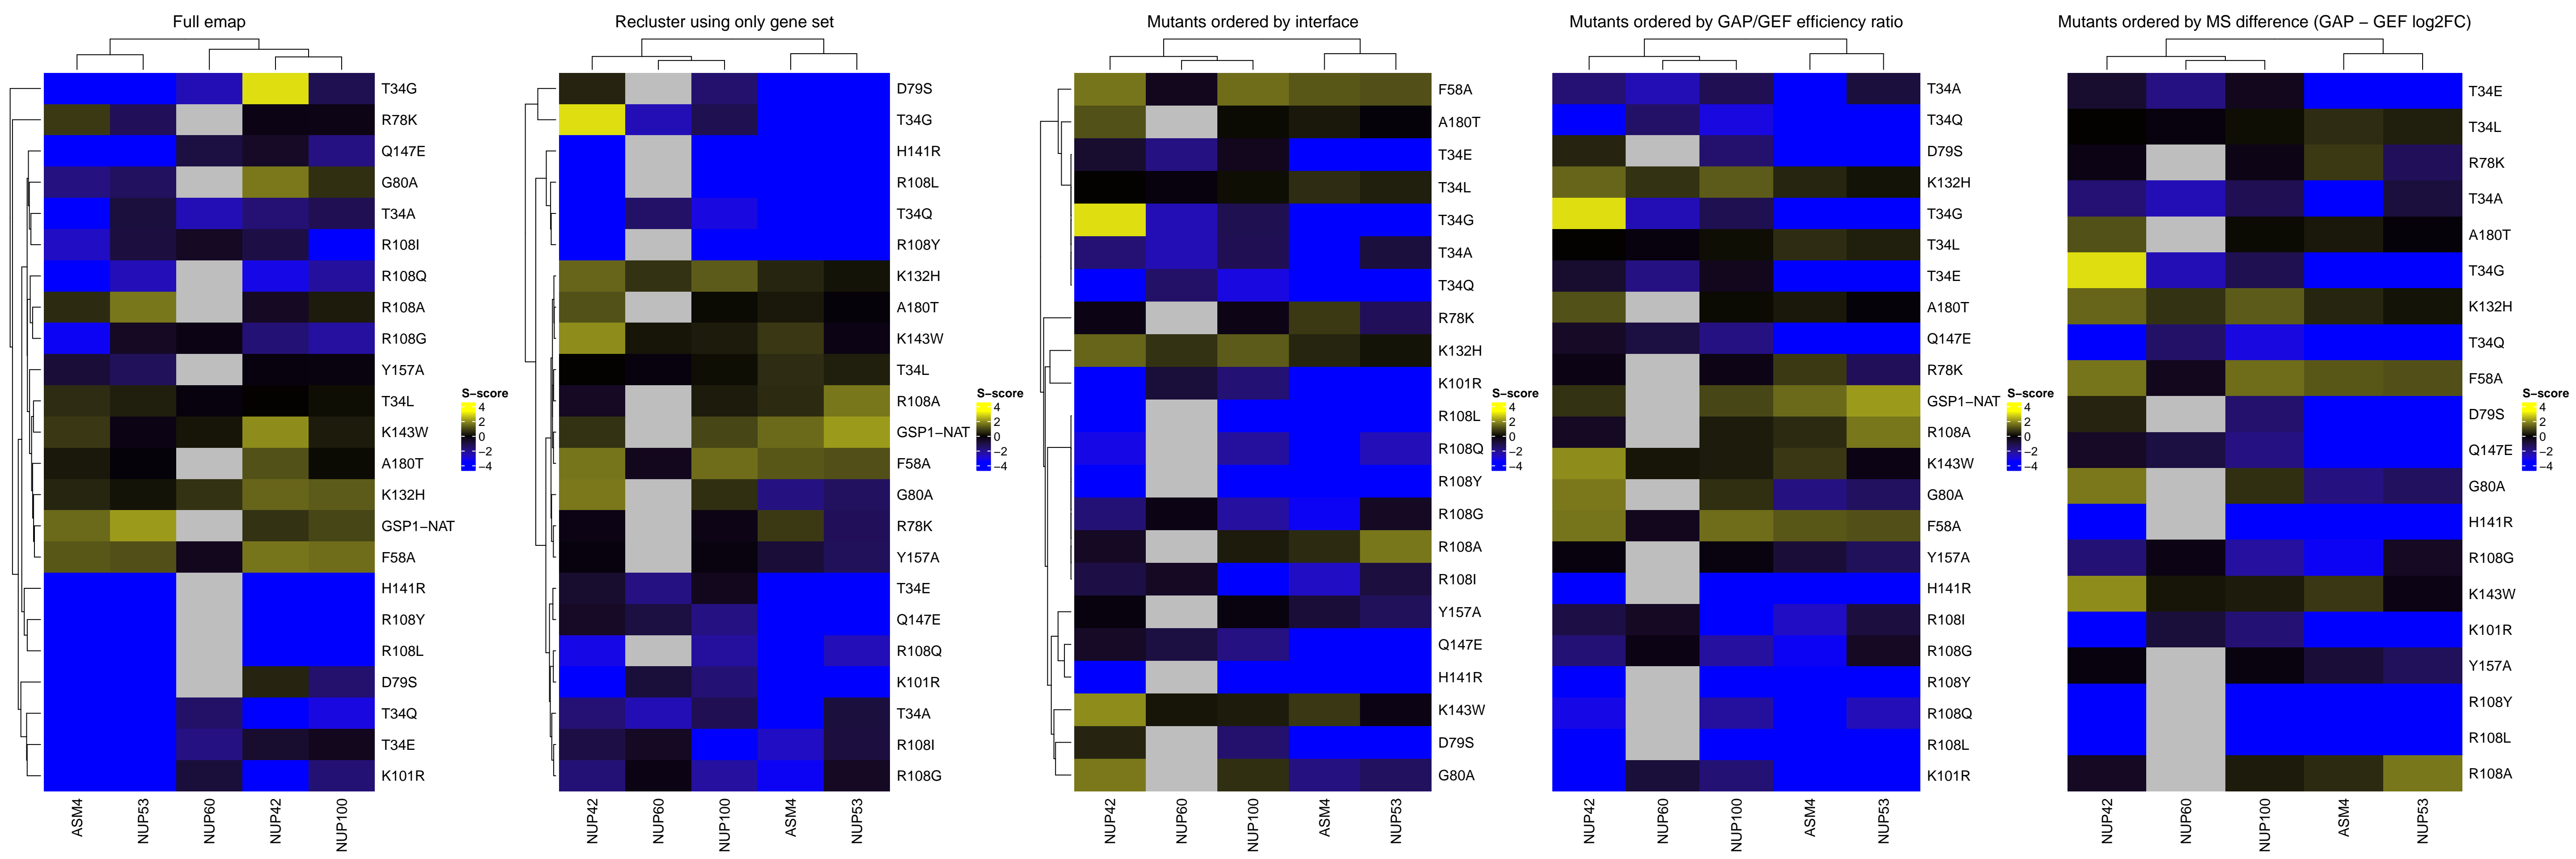 Full emap
T34G
R78K
Q147E
G80A
T34A
R108I
R108Q
R108A
R108G
Y157A
T34L
K143W
A180T
K132H
GSP1−NAT
F58A
H141R
R108Y
R108L
D79S
T34Q
T34E
K101R
ASM4
NUP53
NUP60
NUP42
NUP100
S−score
4
2
0
−2
−4
Recluster using only gene set
D79S
T34G
H141R
R108L
T34Q
R108Y
K132H
A180T
K143W
T34L
R108A
GSP1−NAT
F58A
G80A
R78K
Y157A
T34E
Q147E
R108Q
K101R
T34A
R108I
R108G
NUP42
NUP60
NUP100
ASM4
NUP53
S−score
4
2
0
−2
−4
Mutants ordered by interface
F58A
A180T
T34E
T34L
T34G
T34A
T34Q
R78K
K132H
K101R
R108L
R108Q
R108Y
R108G
R108A
R108I
Y157A
Q147E
H141R
K143W
D79S
G80A
NUP42
NUP60
NUP100
ASM4
NUP53
S−score
4
2
0
−2
−4
Mutants ordered by GAP/GEF efficiency ratio
T34A
T34Q
D79S
K132H
T34G
T34L
T34E
A180T
Q147E
R78K
GSP1−NAT
R108A
K143W
G80A
F58A
Y157A
H141R
R108I
R108G
R108Y
R108Q
R108L
K101R
NUP42
NUP60
NUP100
ASM4
NUP53
S−score
4
2
0
−2
−4
Mutants ordered by MS difference (GAP − GEF log2FC)
T34E
T34L
R78K
T34A
A180T
T34G
K132H
T34Q
F58A
D79S
Q147E
G80A
H141R
R108G
K143W
K101R
Y157A
R108Y
R108L
R108A
NUP42
NUP60
NUP100
ASM4
NUP53
S−score
4
2
0
−2
−4